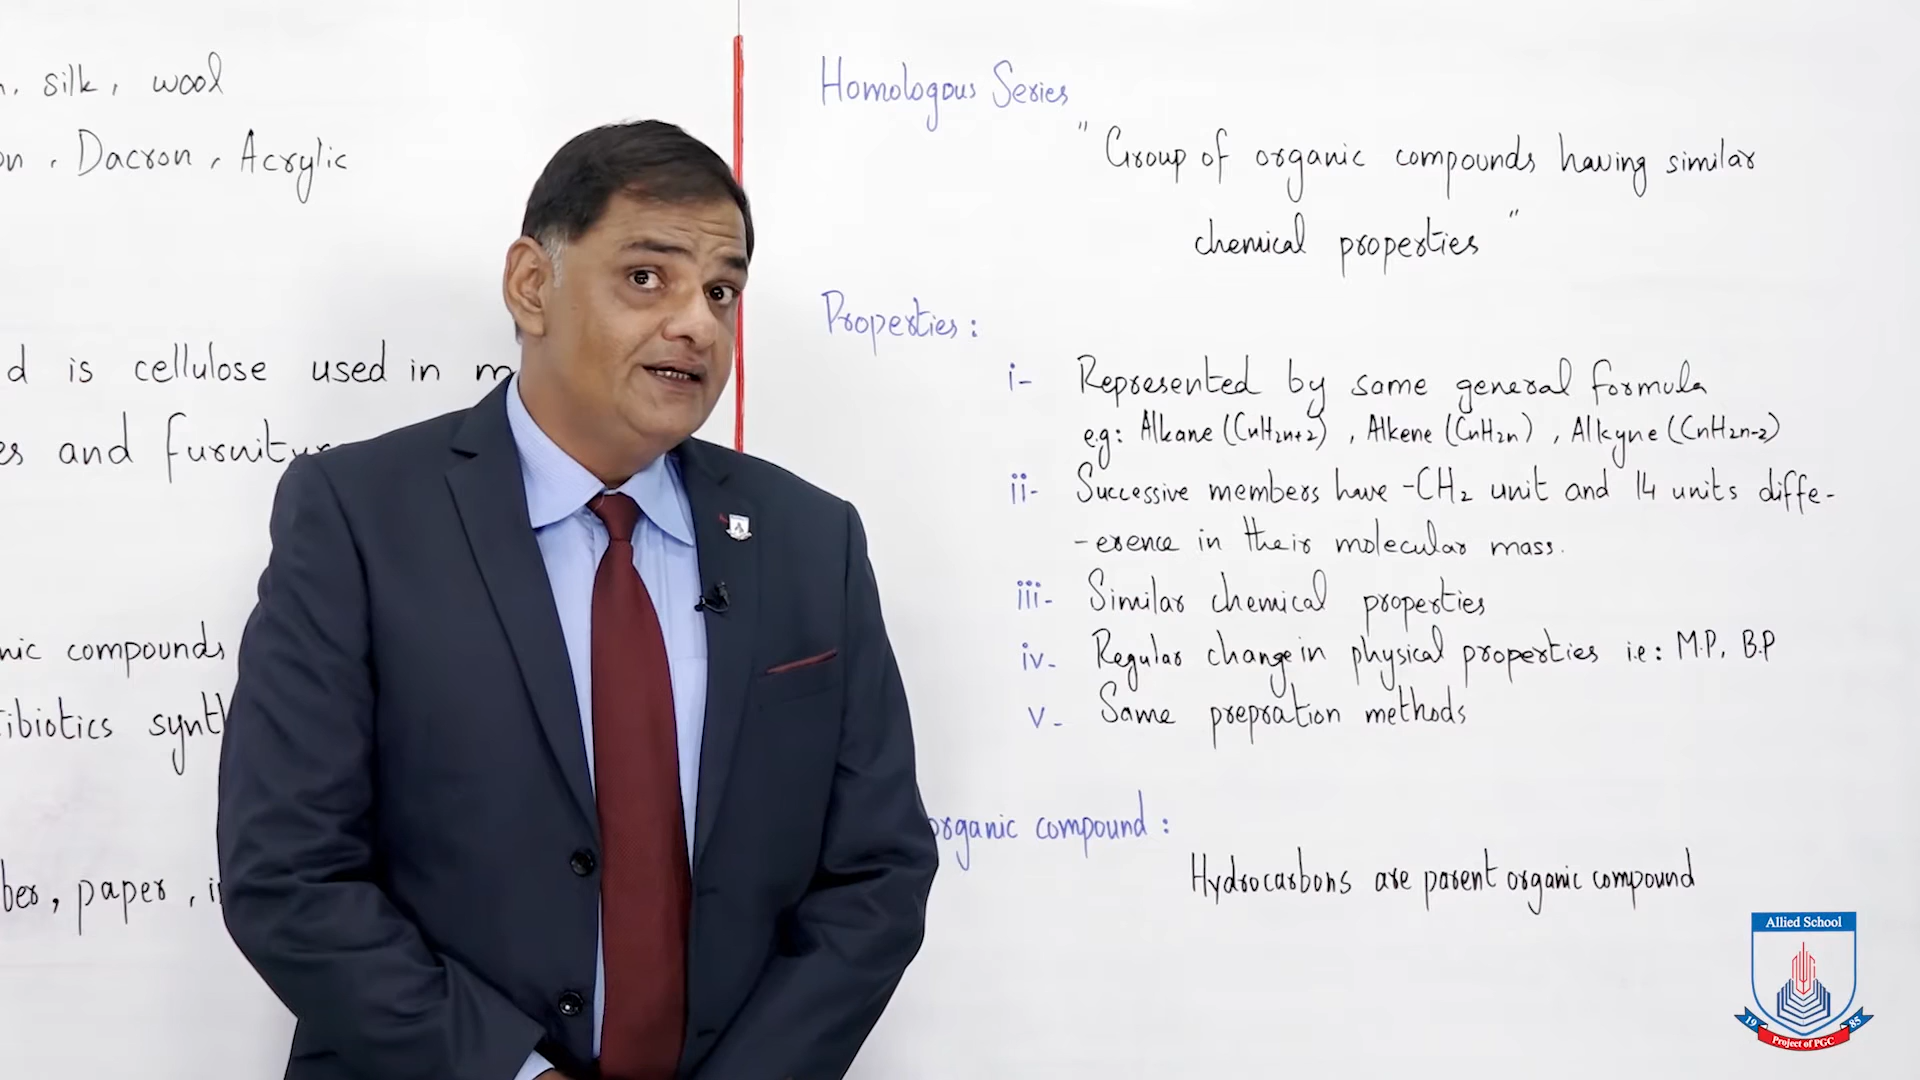 silk, wool
Dacron, Acrylic
is cellulose used in
and furnitur
compounds
synt
paper,
Homologous Series
"Group of organic compounds having similar
chemical properties"
Properties:
i- Represented by same general formula
e.g: Alkane (CnH2n+2), Alkene (CnH2n), Alkyne (CnH2n-2)
ii- Successive members have -CH2 unit and 14 units diffe-
-erence in their molecular mass.
iii- Similar chemical properties
iv- Regular change in physical properties i.e: M.P, B.P
v- Same prepration methods
organic compound:
Hydrocarbons are parent organic compound
Allied School
19 85
Project of PGC